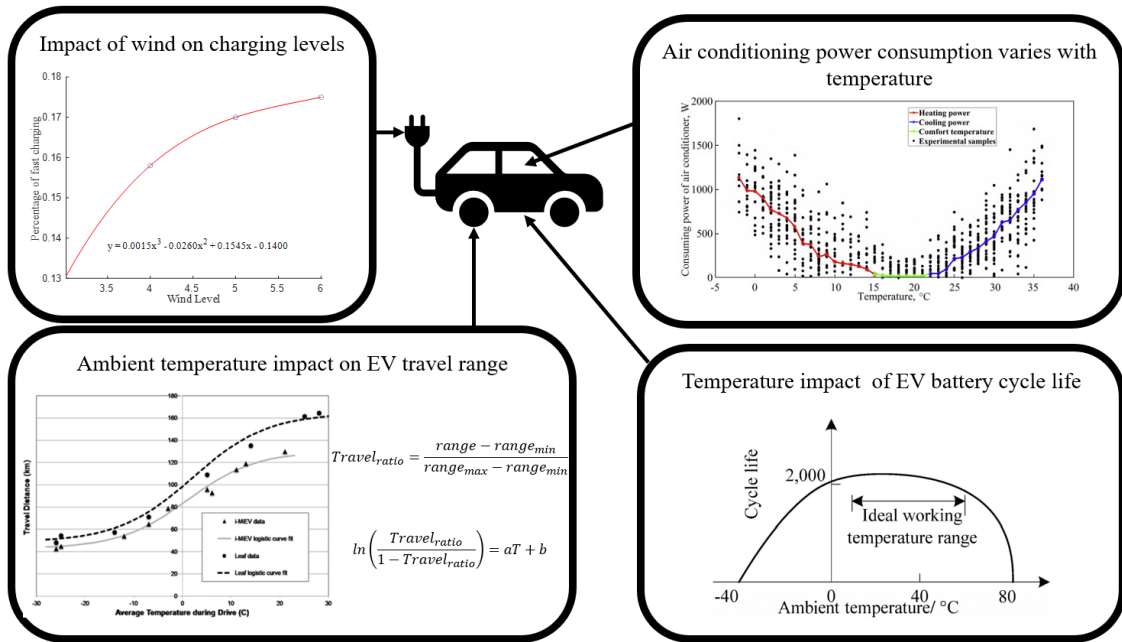 Impact of wind on charging levels
0.18
0.17
0.16
0.15
0.14
0.13
Percentage of fast charging
y = 0.0015x³ - 0.0260x² + 0.1545x - 0.1400
3.5
4
4.5
5
5.5
6
Wind Level
Air conditioning power consumption varies with
temperature
2000
1500
1000
500
0
Consuming power of air conditioner, W
Heating power
Cooling power
Comfort temperature
Experimental samples
-5
0
5
10
15
20
25
30
35
40
Temperature, °C
Ambient temperature impact on EV travel range
180
160
140
120
100
80
60
40
20
0
Travel Distance (km)
i-MiEV data
i-MiEV logistic curve fit
Leaf data
Leaf logistic curve fit
-30
-20
-10
0
10
20
30
Average Temperature during Drive (C)
Travel_ratio = (range − range_min) / (range_max − range_min)
ln(Travel_ratio / (1 − Travel_ratio)) = aT + b
Temperature impact of EV battery cycle life
Cycle life
2,000
Ideal working
temperature range
-40
0
40
80
Ambient temperature/ °C